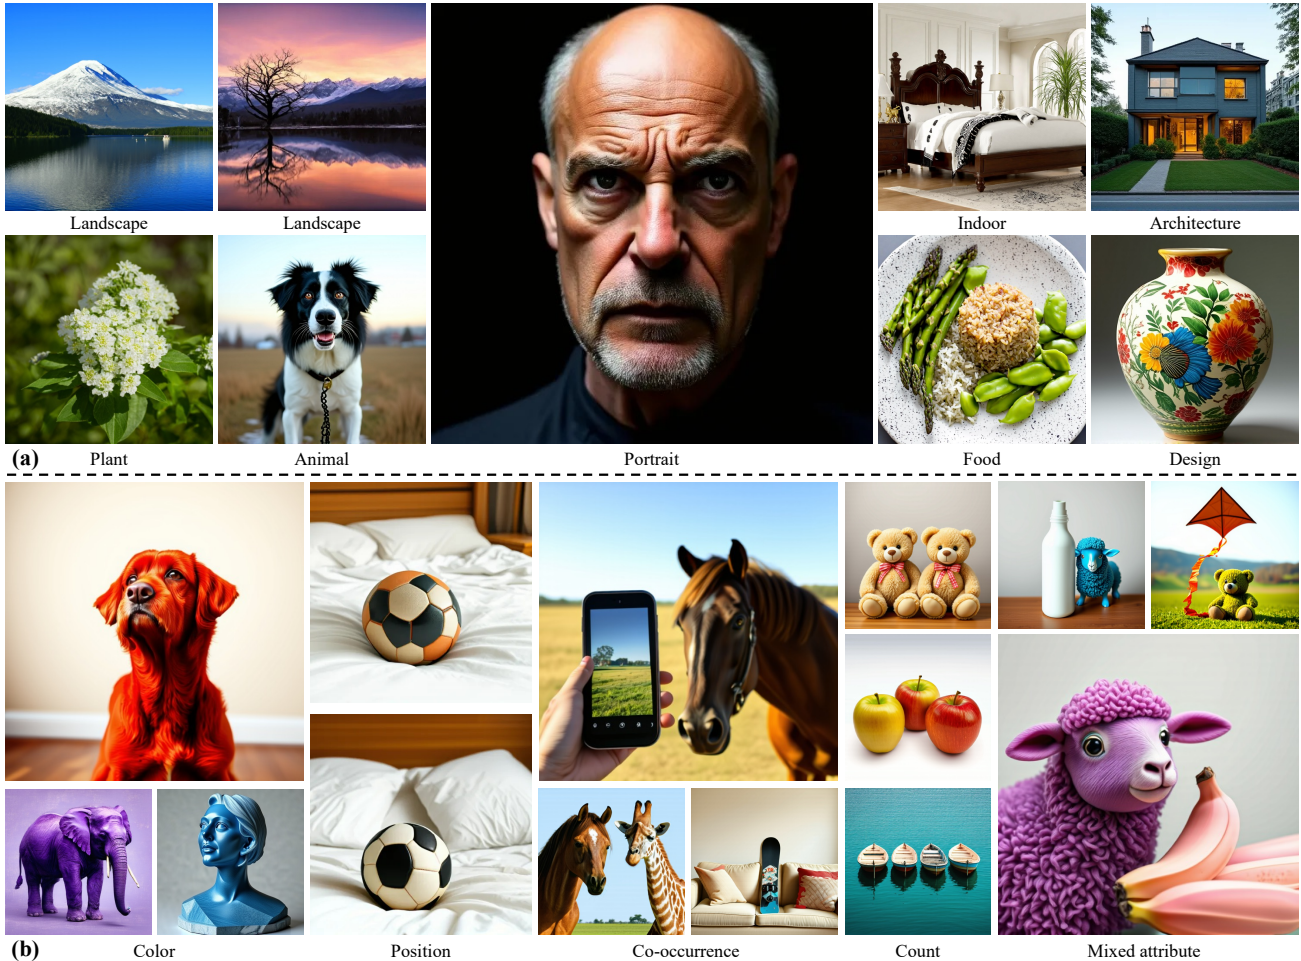 Landscape
Landscape
Indoor
Architecture
(a)
Plant
Animal
Portrait
Food
Design
(b)
Color
Position
Co-occurrence
Count
Mixed attribute